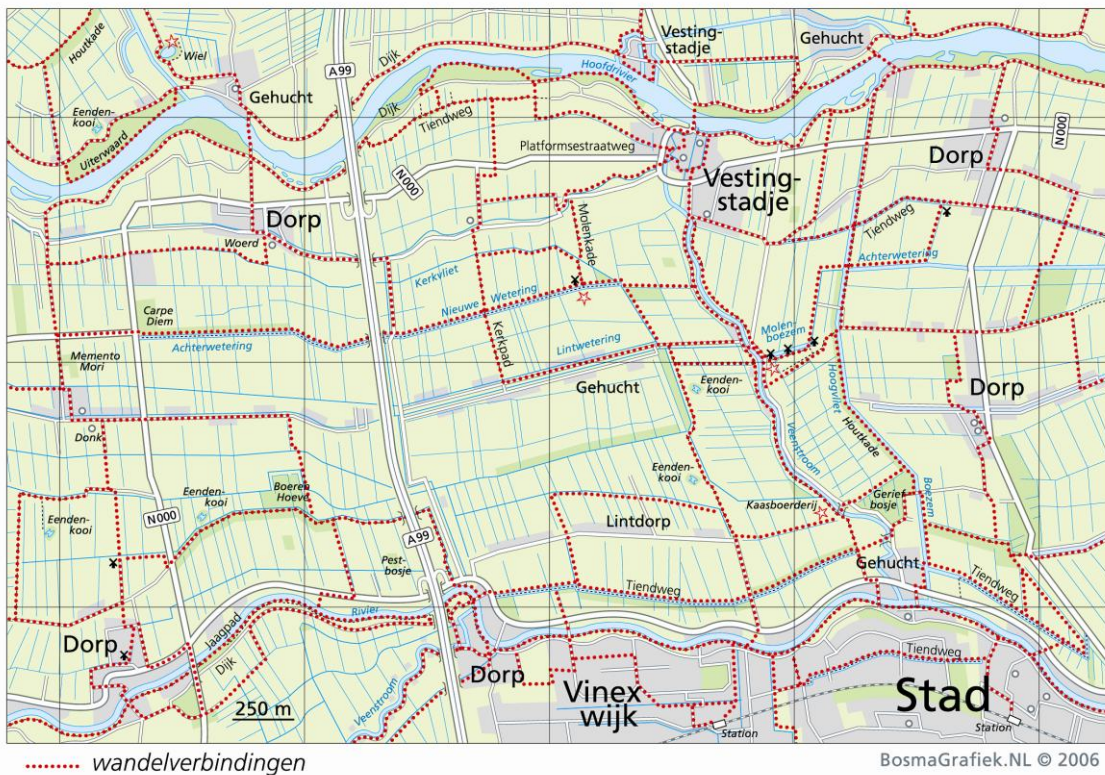 Houtkade
Wiel
Gehucht
A99
Dijk
Hoofdrivier
Vesting-
stadje
Gehucht
Eenden-
kooi
Uiterwaard
Dijk
Tiendweg
Platformsestraatweg
N000
N000
Dorp
Vesting-
stadje
Dorp
Woerd
Molenkade
Tiendweg
Kerkvliet
Achterwetering
Nieuwe Wetering
Carpe
Diem
Achterwetering
Kerkpad
Lintwetering
Molen-
boezem
Memento
Mori
Gehucht
Eenden-
kooi
Hoogvliet
Dorp
Donk
Veenstroom
Houtkade
Eenden-
kooi
Boeren
Hoeve
Eenden-
kooi
Gerief-
bosje
Boezem
Eenden-
kooi
N000
Lintdorp
Kaasboerderij
A99
Pest-
bosje
Gehucht
Tiendweg
Tiendweg
Rivier
Jaagpad
Dorp
Dijk
Dorp
Tiendweg
Vinex
wijk
Stad
250 m
Veenstroom
Station
Station
wandelverbindingen
BosmaGrafiek.NL © 2006